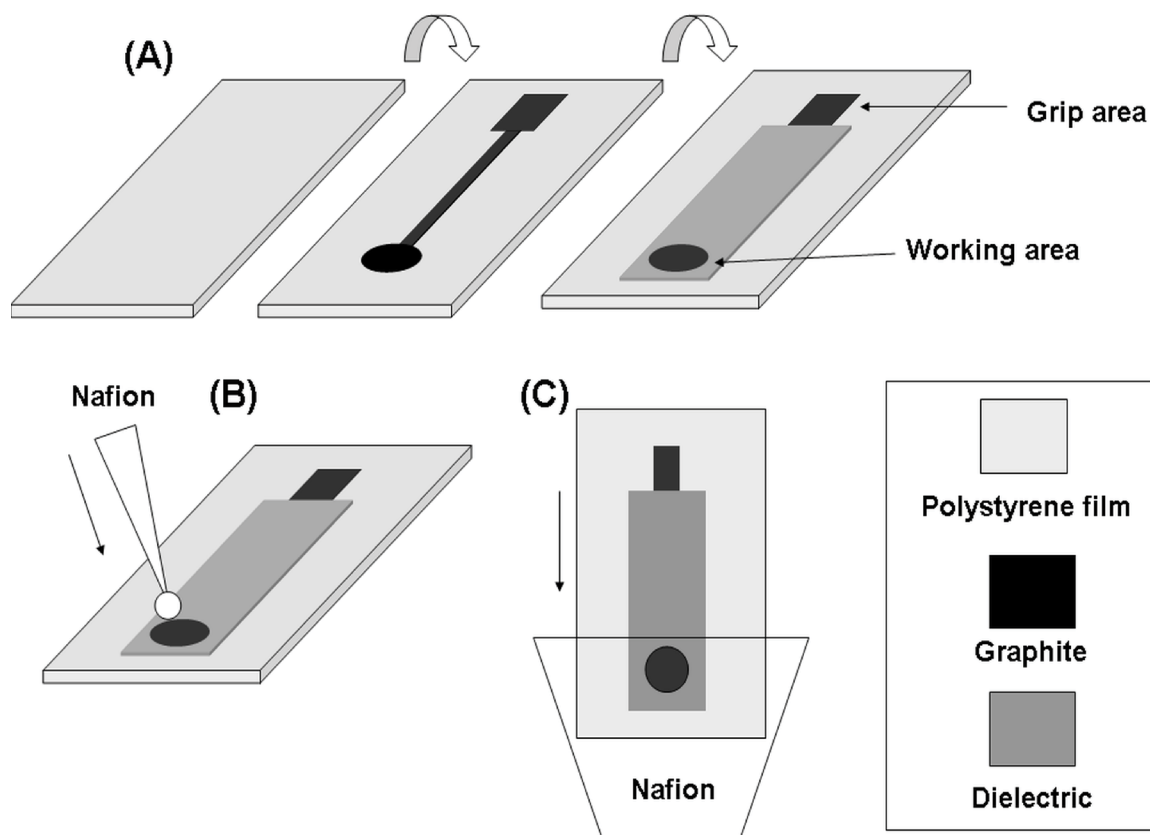 (A)
Grip area
Working area
Nafion
(B)
(C)
Nafion
Polystyrene film
Graphite
Dielectric